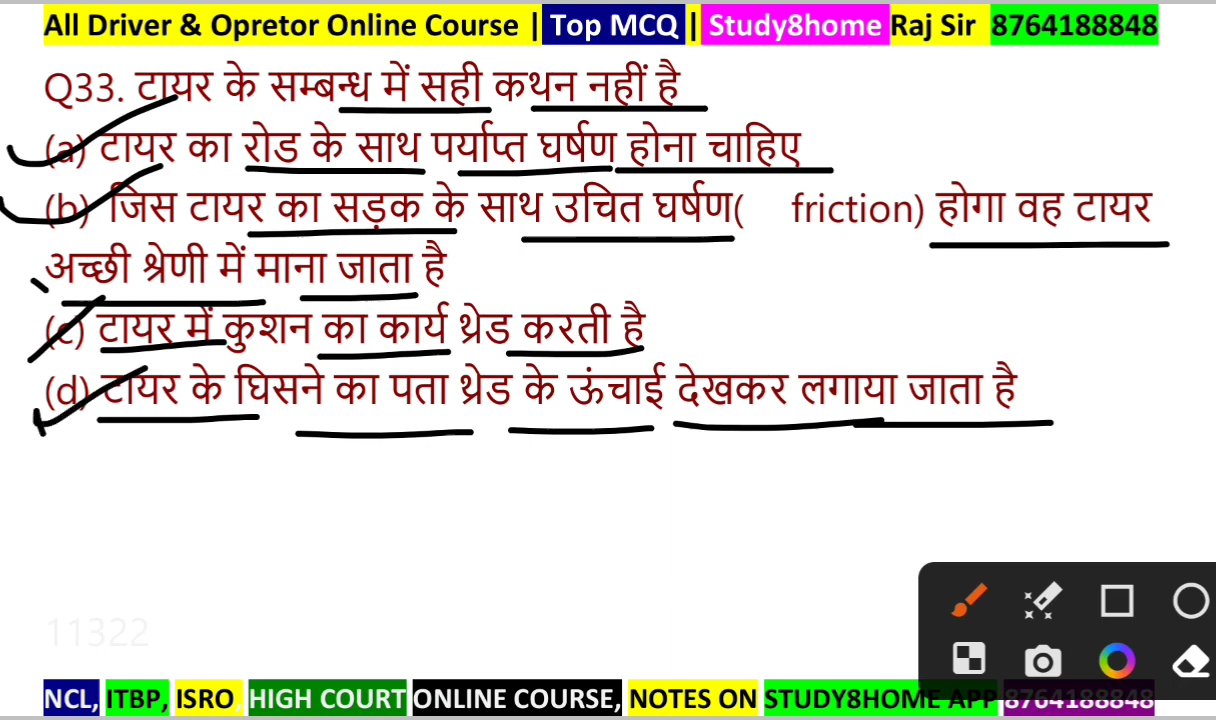 All Driver & Opretor Online Course | Top MCQ | Study8home Raj Sir 8764188848
Q33. टायर के सम्बन्ध में सही कथन नहीं है
(a) टायर का रोड के साथ पर्याप्त घर्षण होना चाहिए
(b) जिस टायर का सड़क के साथ उचित घर्षण( friction) होगा वह टायर
अच्छी श्रेणी में माना जाता है
(c) टायर में कुशन का कार्य थ्रेड करती है
(d) टायर के घिसने का पता थ्रेड के ऊंचाई देखकर लगाया जाता है
11322
NCL, ITBP, ISRO, HIGH COURT ONLINE COURSE, NOTES ON STUDY8HOME APP 8764188848